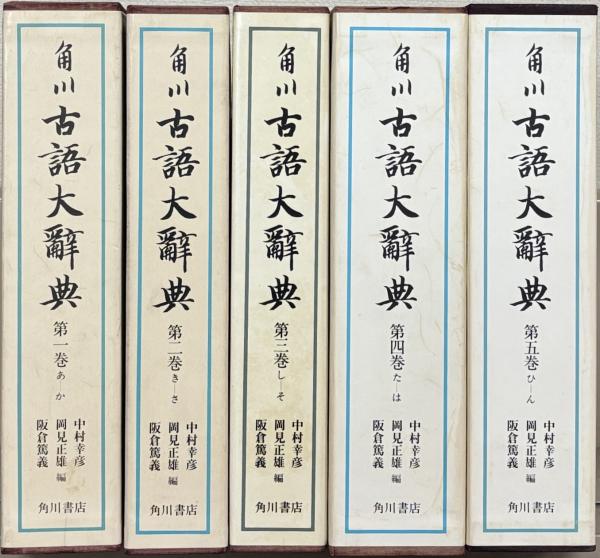 角川古語大辭典
第一巻 あ―か
中村幸彦
岡見正雄 編
阪倉篤義
角川書店
角川古語大辭典
第二巻 き―さ
中村幸彦
岡見正雄 編
阪倉篤義
角川書店
角川古語大辭典
第三巻 し―そ
中村幸彦
岡見正雄 編
阪倉篤義
角川書店
角川古語大辭典
第四巻 た―は
中村幸彦
岡見正雄 編
阪倉篤義
角川書店
角川古語大辭典
第五巻 ひ―ん
中村幸彦
岡見正雄 編
阪倉篤義
角川書店